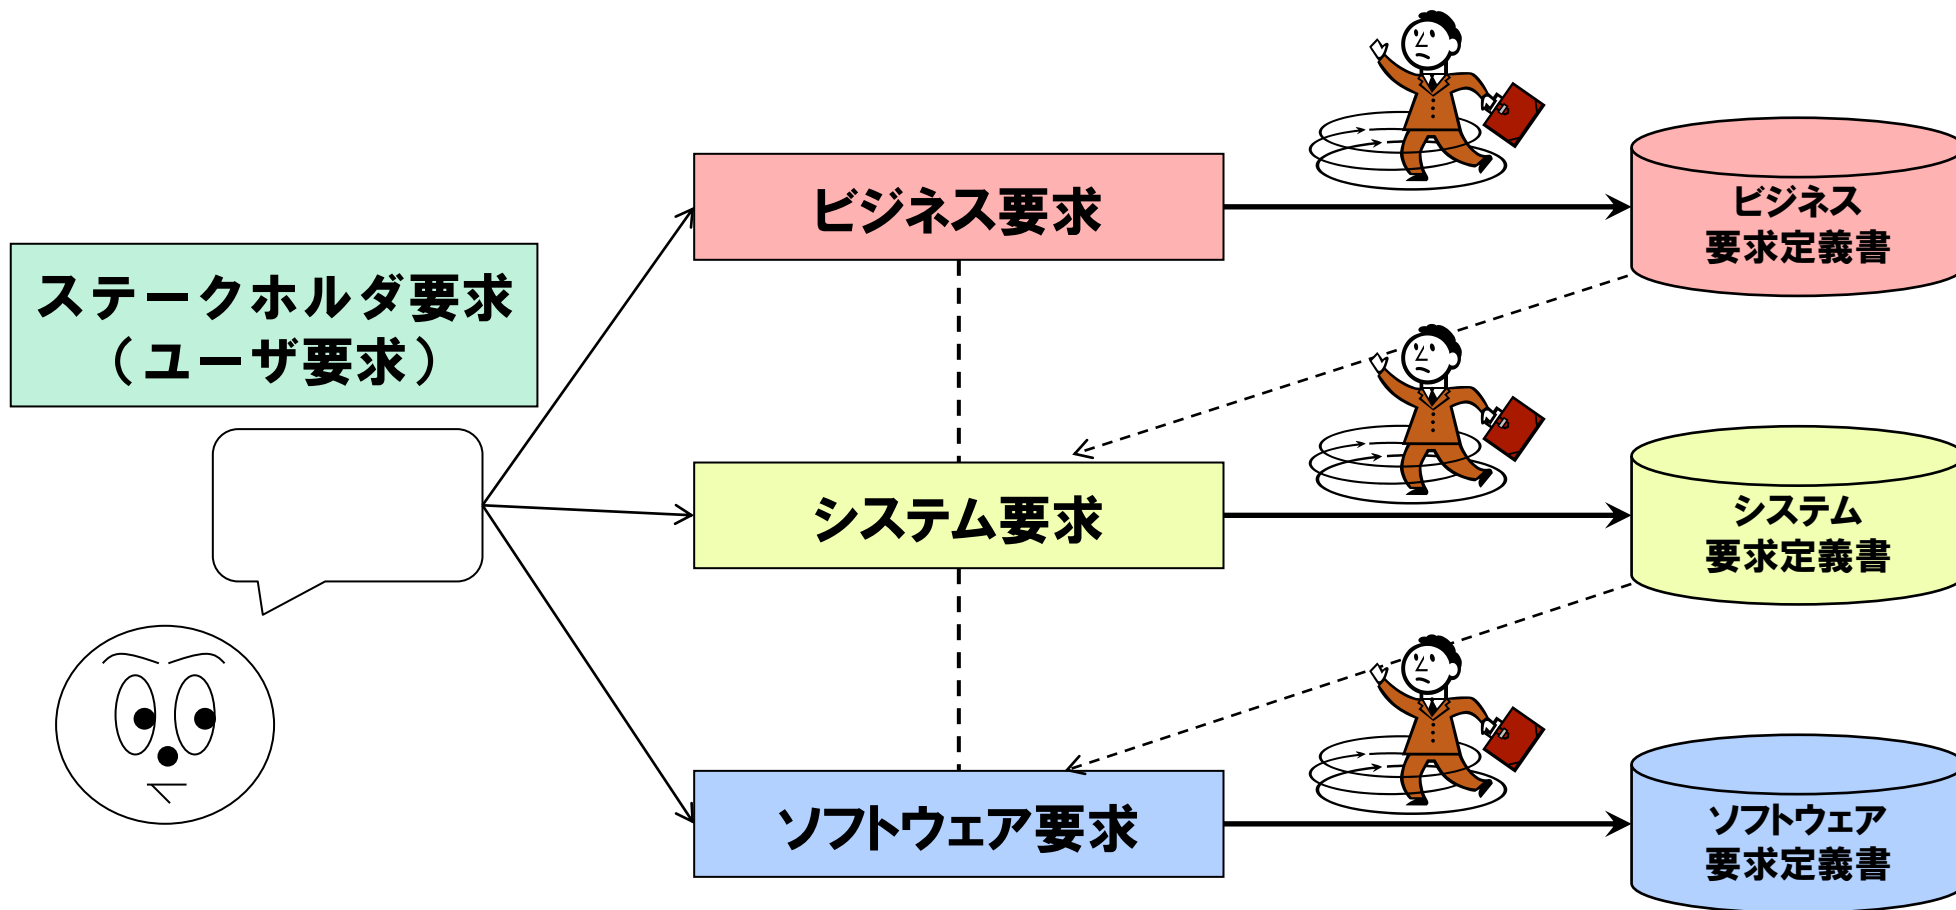 ステークホルダ要求
（ユーザ要求）
ビジネス要求
システム要求
ソフトウェア要求
ビジネス
要求定義書
システム
要求定義書
ソフトウェア
要求定義書